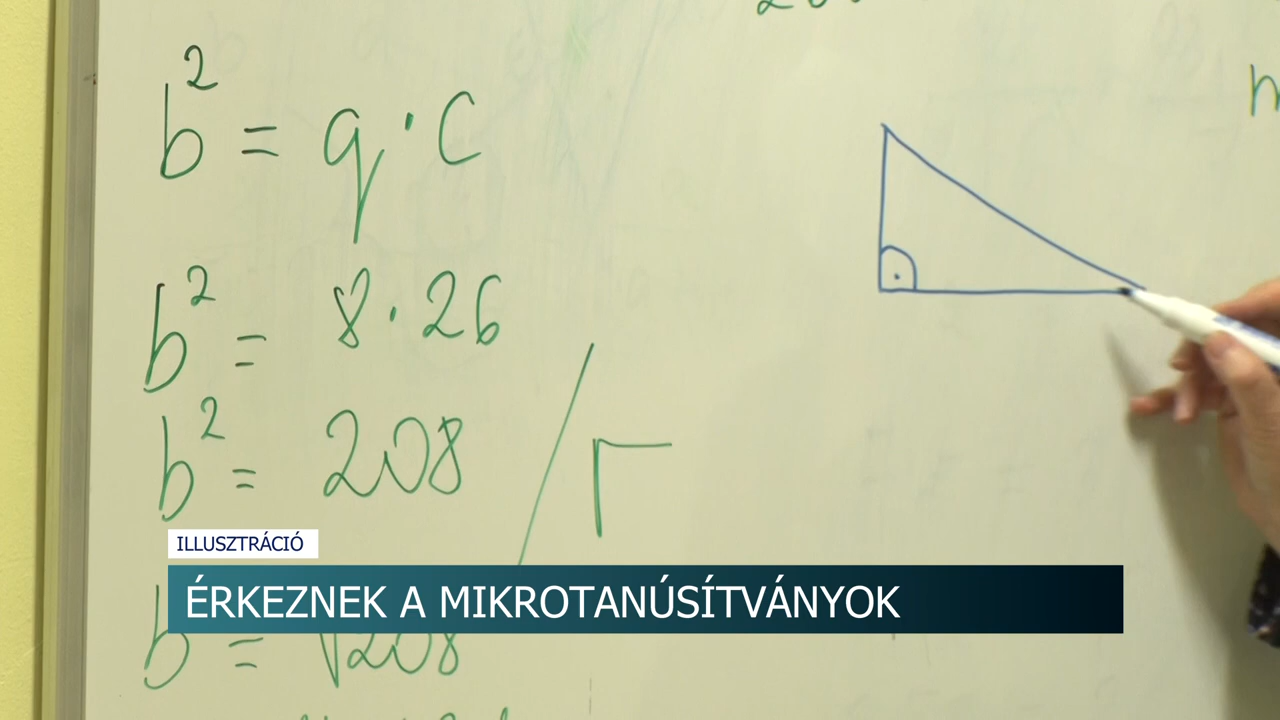 b² = q · c
b² = 8 · 26
b² = 208 / √
ILLUSZTRÁCIÓ
ÉRKEZNEK A MIKROTANÚSÍTVÁNYOK
b = √208